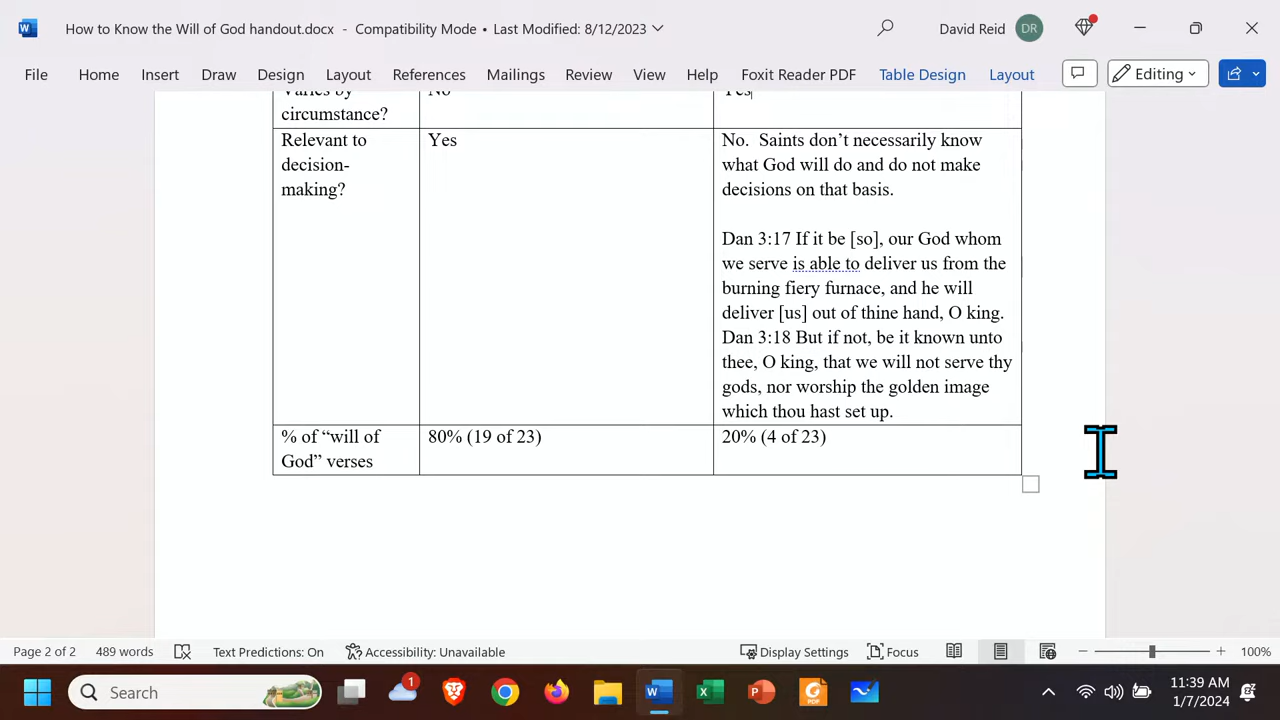 How to Know the Will of God handout.docx - Compatibility Mode • Last Modified: 8/12/2023
David Reid DR
File Home Insert Draw Design Layout References Mailings Review View Help Foxit Reader PDF Table Design Layout Editing
Varies by
circumstance?
No
Yes
Relevant to
decision-
making?
Yes
No. Saints don’t necessarily know
what God will do and do not make
decisions on that basis.
Dan 3:17 If it be [so], our God whom
we serve is able to deliver us from the
burning fiery furnace, and he will
deliver [us] out of thine hand, O king.
Dan 3:18 But if not, be it known unto
thee, O king, that we will not serve thy
gods, nor worship the golden image
which thou hast set up.
% of “will of
God” verses
80% (19 of 23)
20% (4 of 23)
Page 2 of 2 489 words Text Predictions: On Accessibility: Unavailable Display Settings Focus 100%
Search 1
11:39 AM
1/7/2024